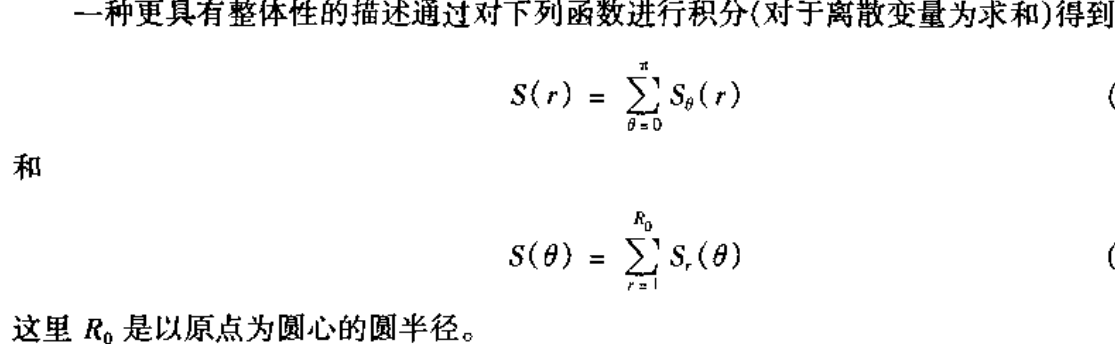 一种更具有整体性的描述通过对下列函数进行积分(对于离散变量为求和)得到
S(r) = ∑_{θ=0}^{π} S_θ(r) (
和
S(θ) = ∑_{r=1}^{R_0} S_r(θ) (
这里 R_0 是以原点为圆心的圆半径。